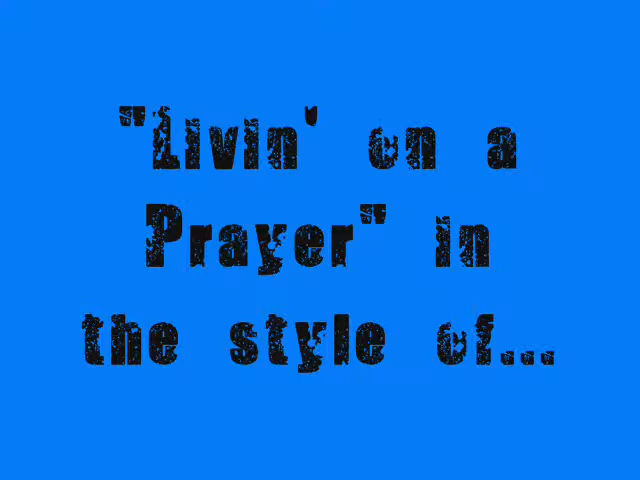 "Livin' on a
Prayer" in
the style of...